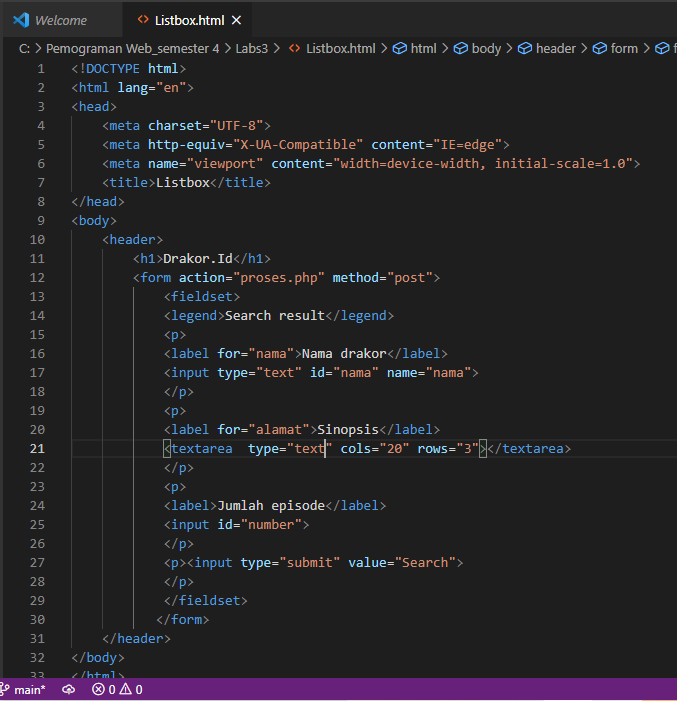 Welcome Listbox.html
C: > Pemograman Web_semester 4 > Labs3 > Listbox.html > html > body > header > form > f
1 <!DOCTYPE html>
2 <html lang="en">
3 <head>
4 <meta charset="UTF-8">
5 <meta http-equiv="X-UA-Compatible" content="IE=edge">
6 <meta name="viewport" content="width=device-width, initial-scale=1.0">
7 <title>Listbox</title>
8 </head>
9 <body>
10 <header>
11 <h1>Drakor.Id</h1>
12 <form action="proses.php" method="post">
13 <fieldset>
14 <legend>Search result</legend>
15 <p>
16 <label for="nama">Nama drakor</label>
17 <input type="text" id="nama" name="nama">
18 </p>
19 <p>
20 <label for="alamat">Sinopsis</label>
21 <textarea  type="text" cols="20" rows="3"></textarea>
22 </p>
23 <p>
24 <label>Jumlah episode</label>
25 <input id="number">
26 </p>
27 <p><input type="submit" value="Search">
28 </p>
29 </fieldset>
30 </form>
31 </header>
32 </body>
33 </html>
main* 0 0